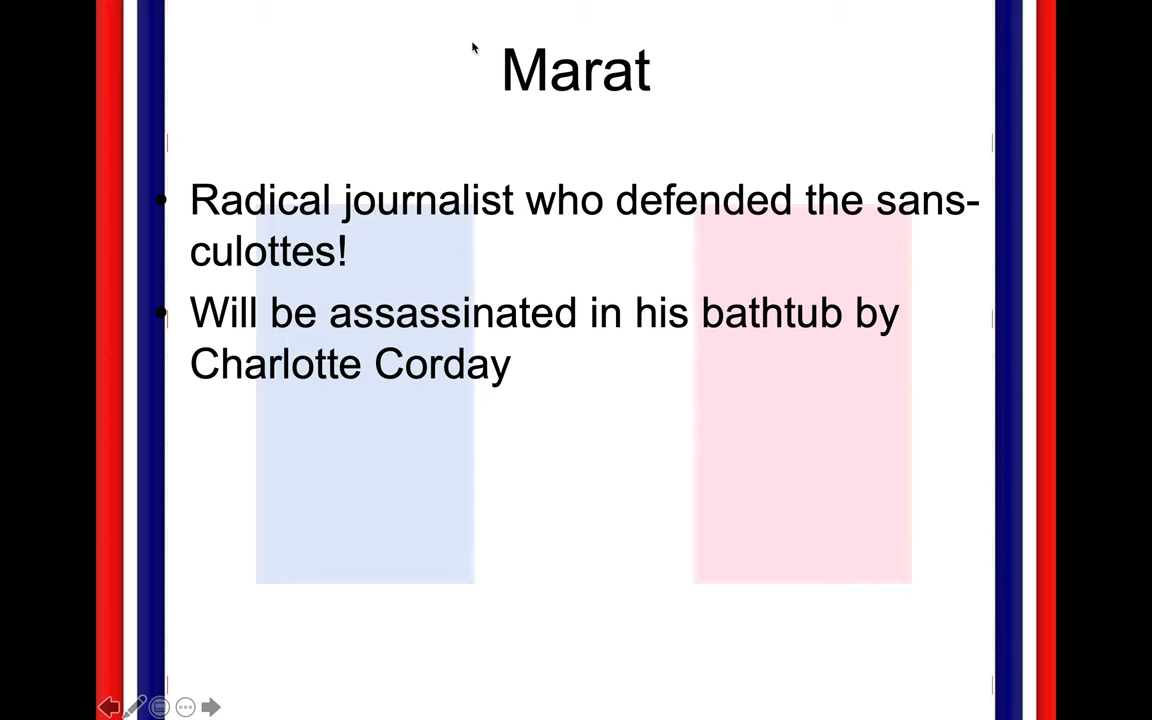 Marat
• Radical journalist who defended the sans-
culottes!
• Will be assassinated in his bathtub by
Charlotte Corday